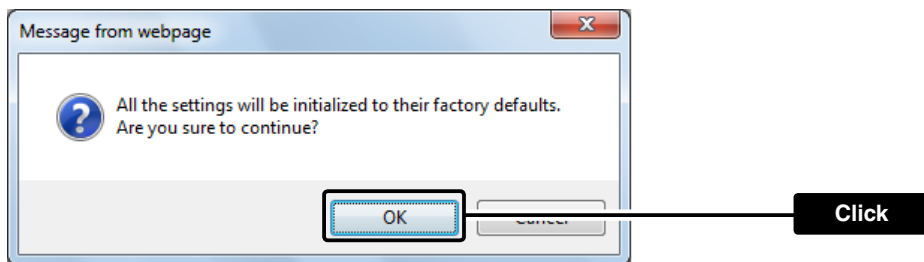 Message from webpage
All the settings will be initialized to their factory defaults.
Are you sure to continue?
OK
Cancel
Click